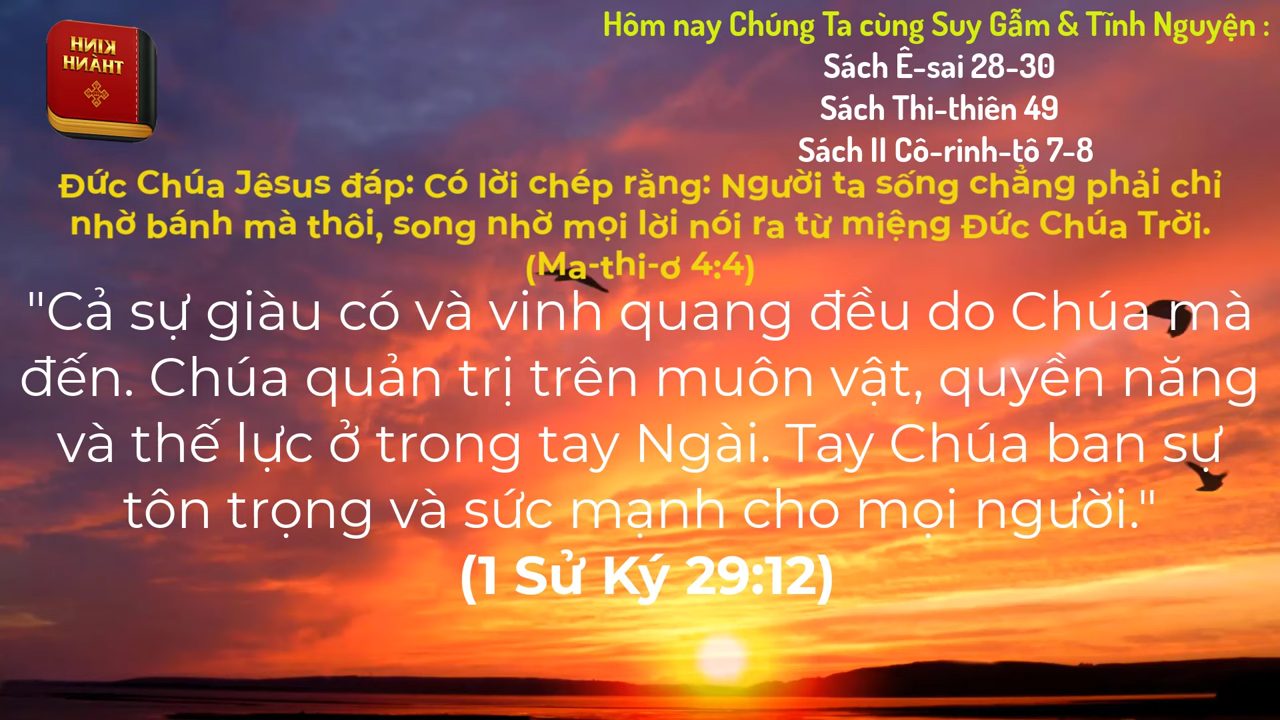 KINH
THÀNH
Hôm nay Chúng Ta cùng Suy Gẫm & Tĩnh Nguyện :
Sách Ê-sai 28-30
Sách Thi-thiên 49
Sách II Cô-rinh-tô 7-8
Đức Chúa Jêsus đáp: Có lời chép rằng: Người ta sống chẳng phải chỉ
nhờ bánh mà thôi, song nhờ mọi lời nói ra từ miệng Đức Chúa Trời.
(Ma-thi-ơ 4:4)
"Cả sự giàu có và vinh quang đều do Chúa mà
đến. Chúa quản trị trên muôn vật, quyền năng
và thế lực ở trong tay Ngài. Tay Chúa ban sự
tôn trọng và sức mạnh cho mọi người."
(1 Sử Ký 29:12)